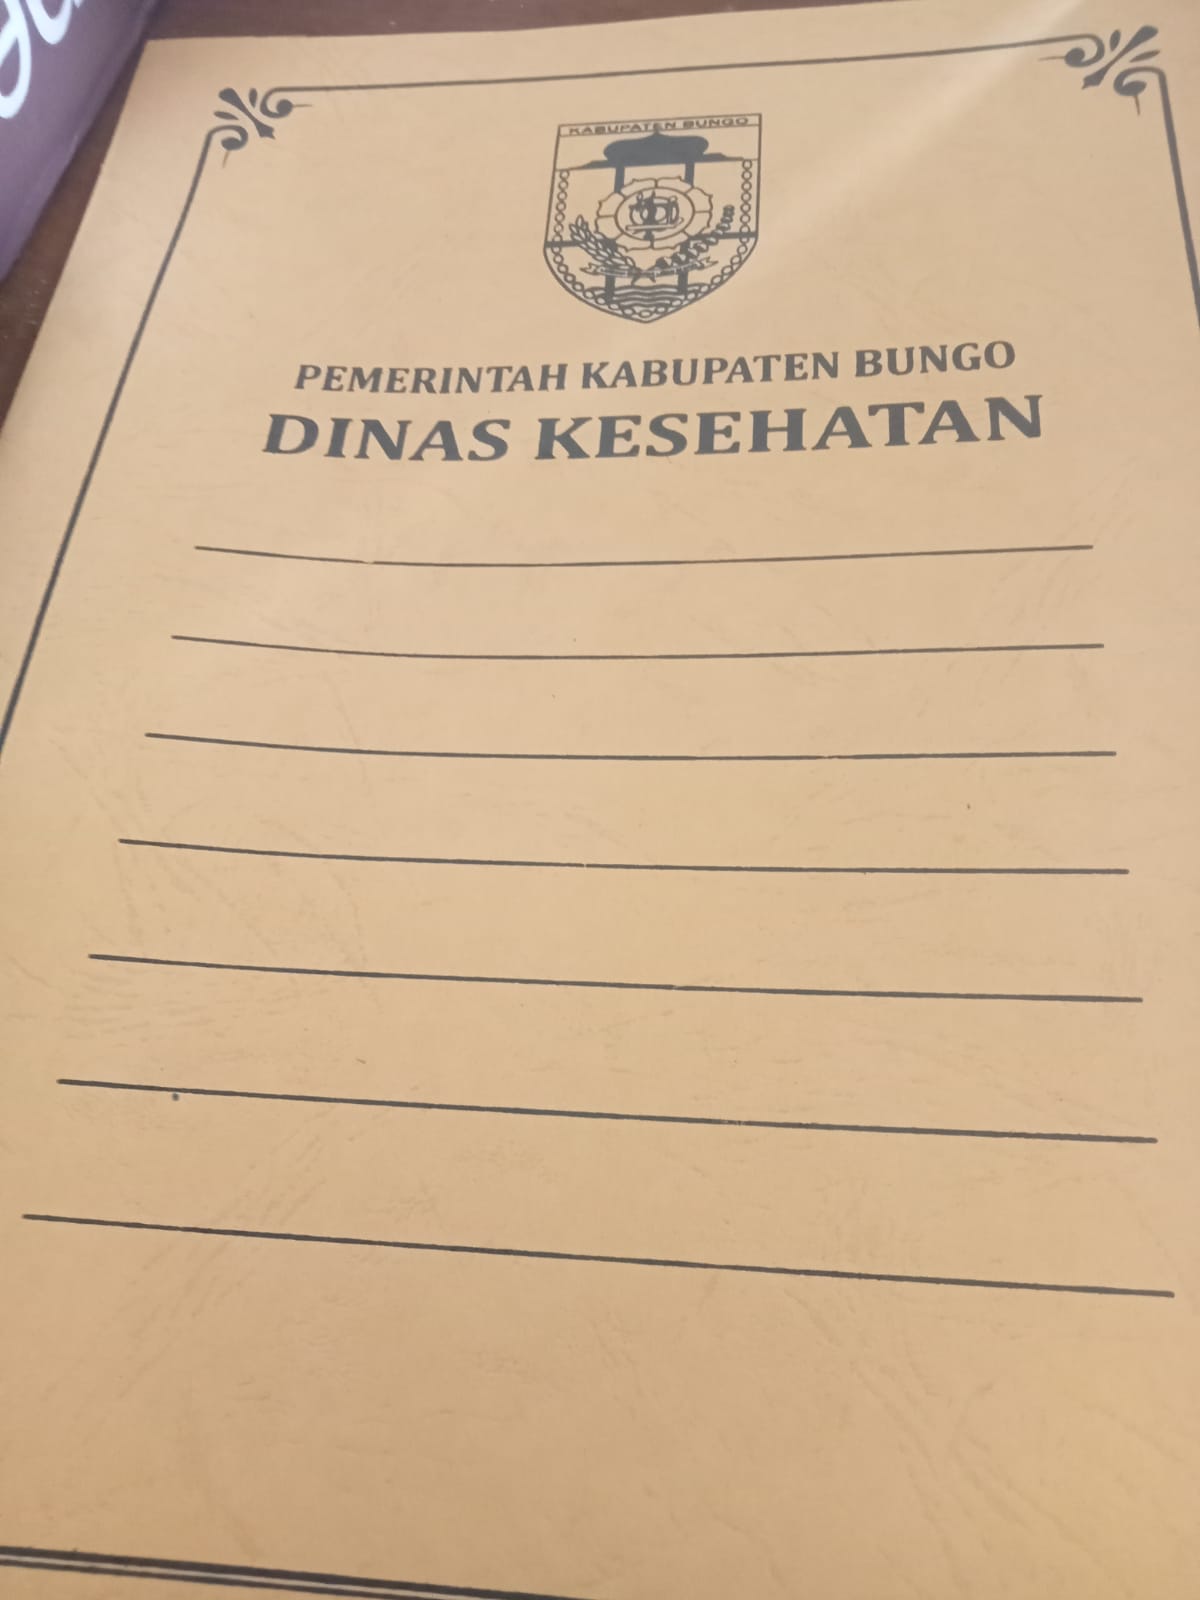 KABUPATEN BUNGO
PEMERINTAH KABUPATEN BUNGO
DINAS KESEHATAN